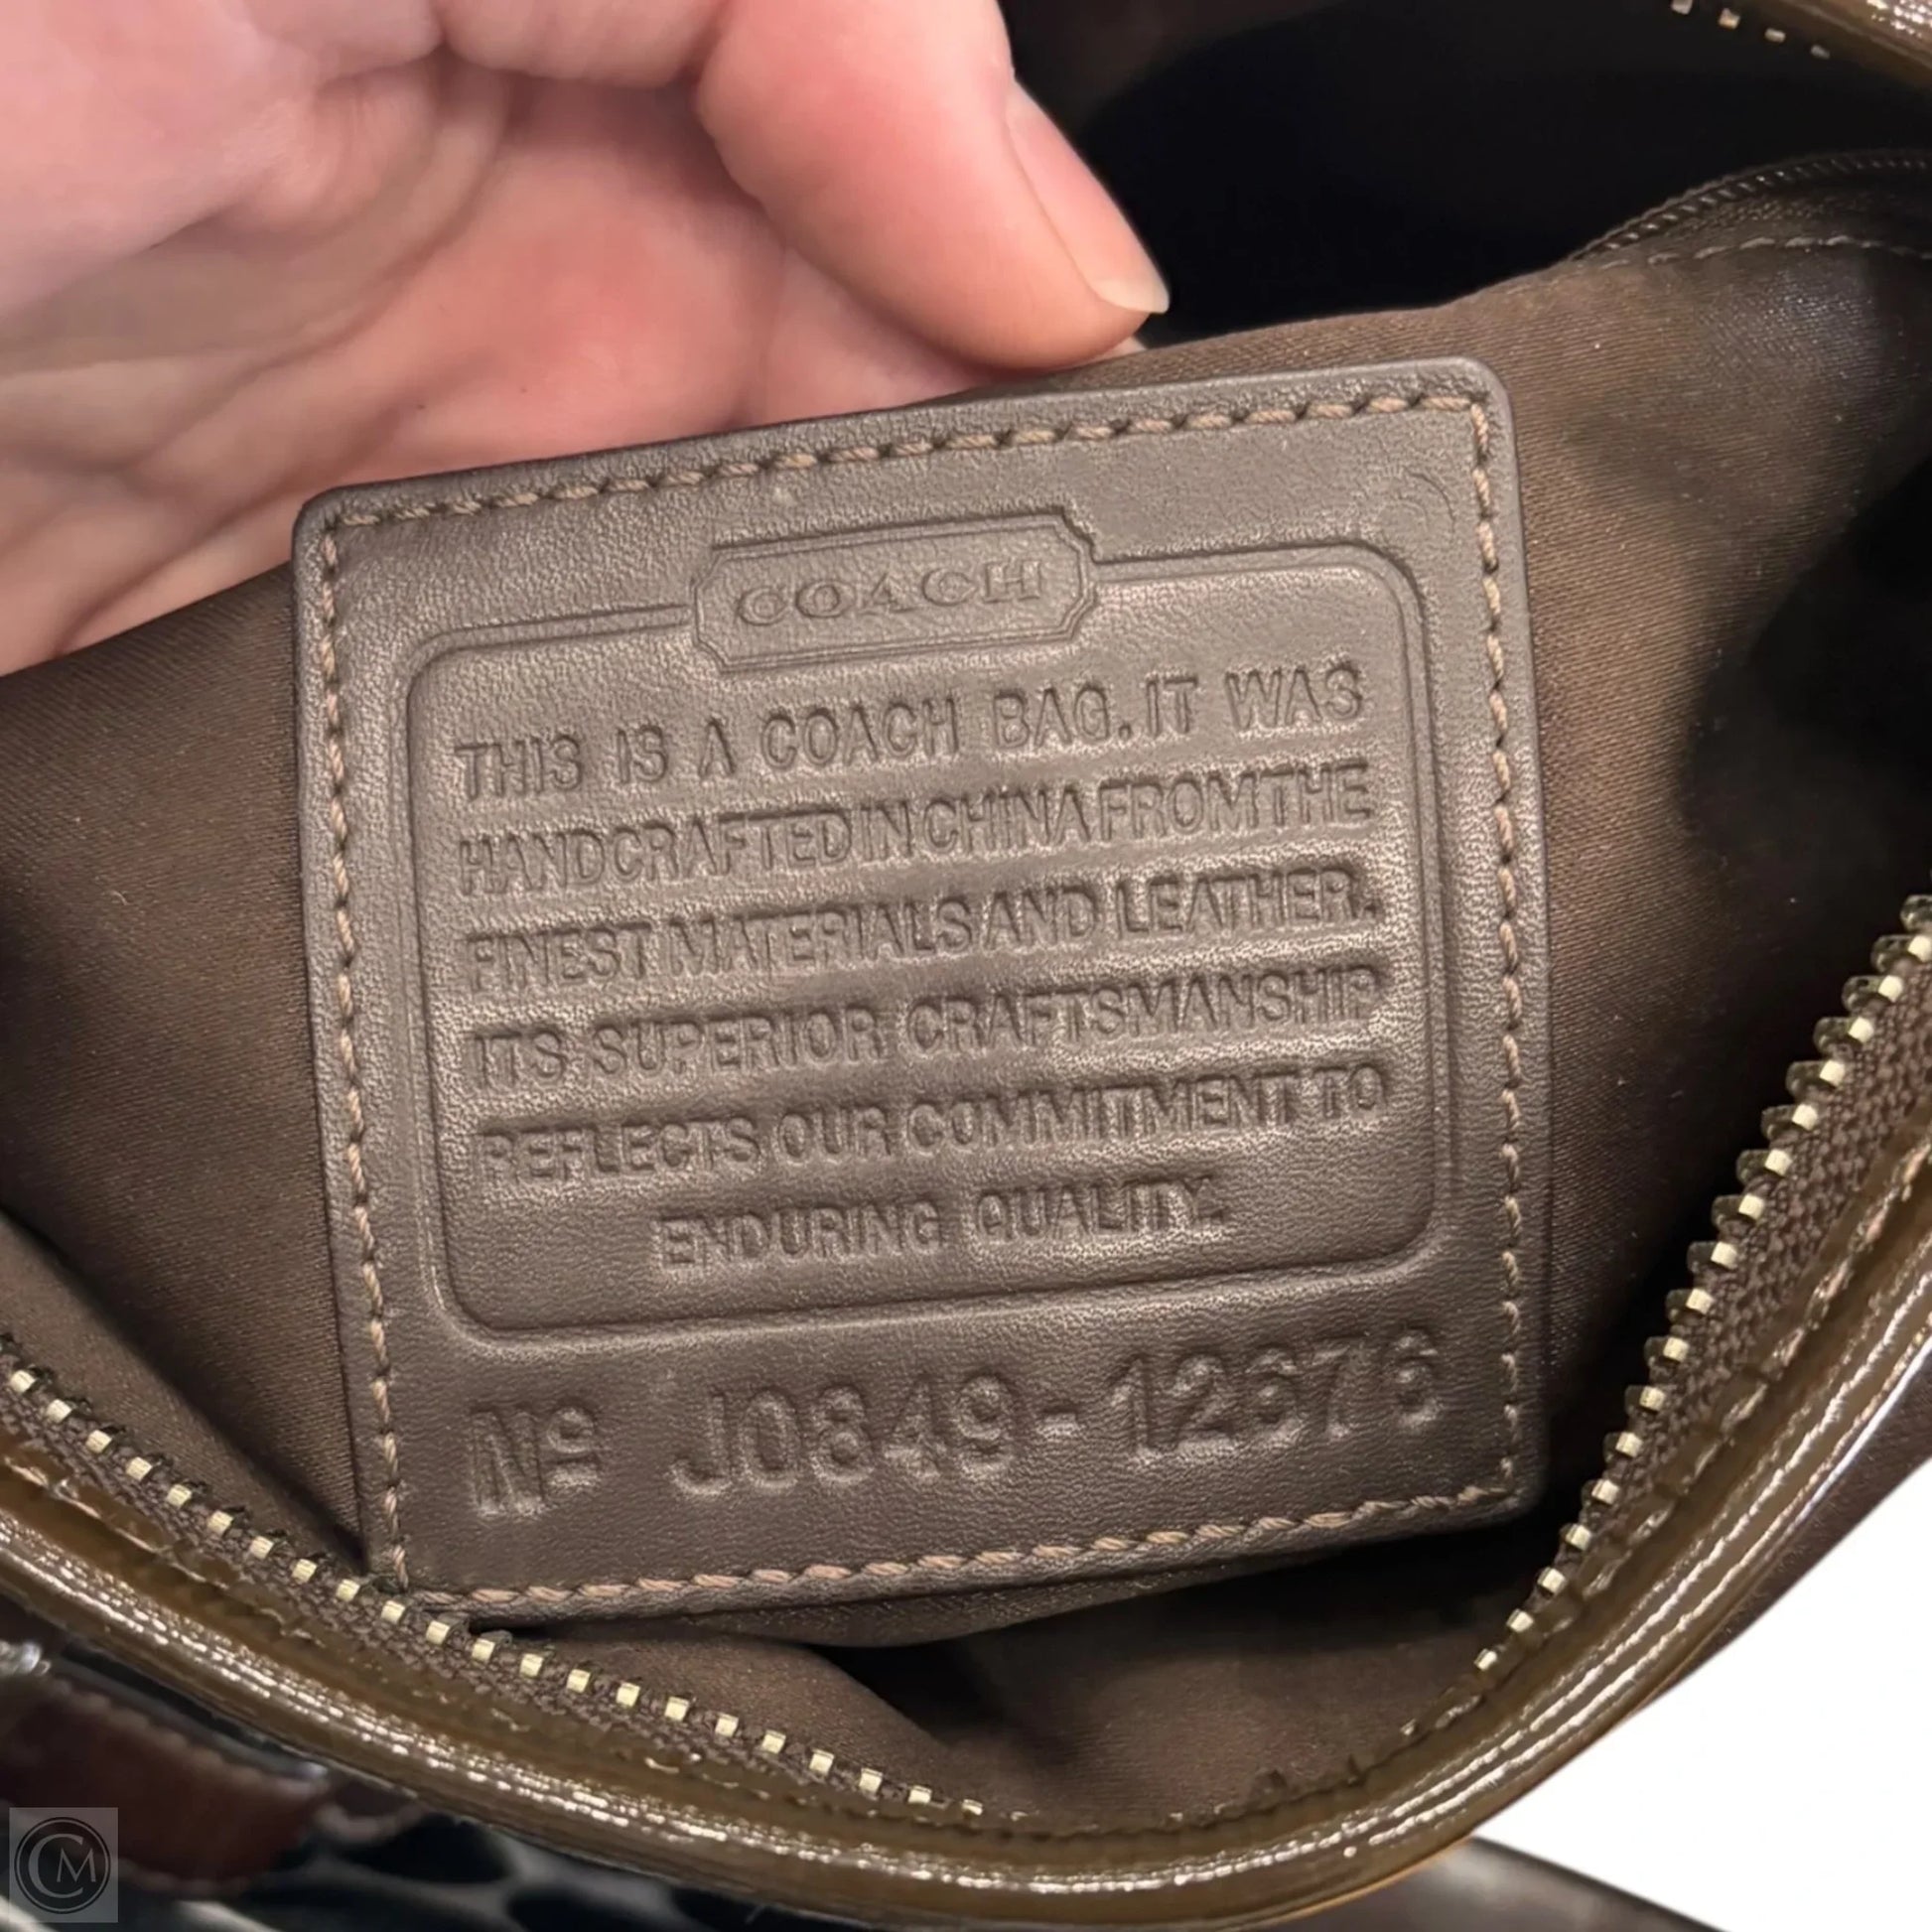 COACH
THIS IS A COACH BAG. IT WAS
HANDCRAFTED IN CHINA FROM THE
FINEST MATERIALS AND LEATHER.
ITS SUPERIOR CRAFTSMANSHIP
REFLECTS OUR COMMITMENT TO
ENDURING QUALITY.
Nº J0849-12676
CM